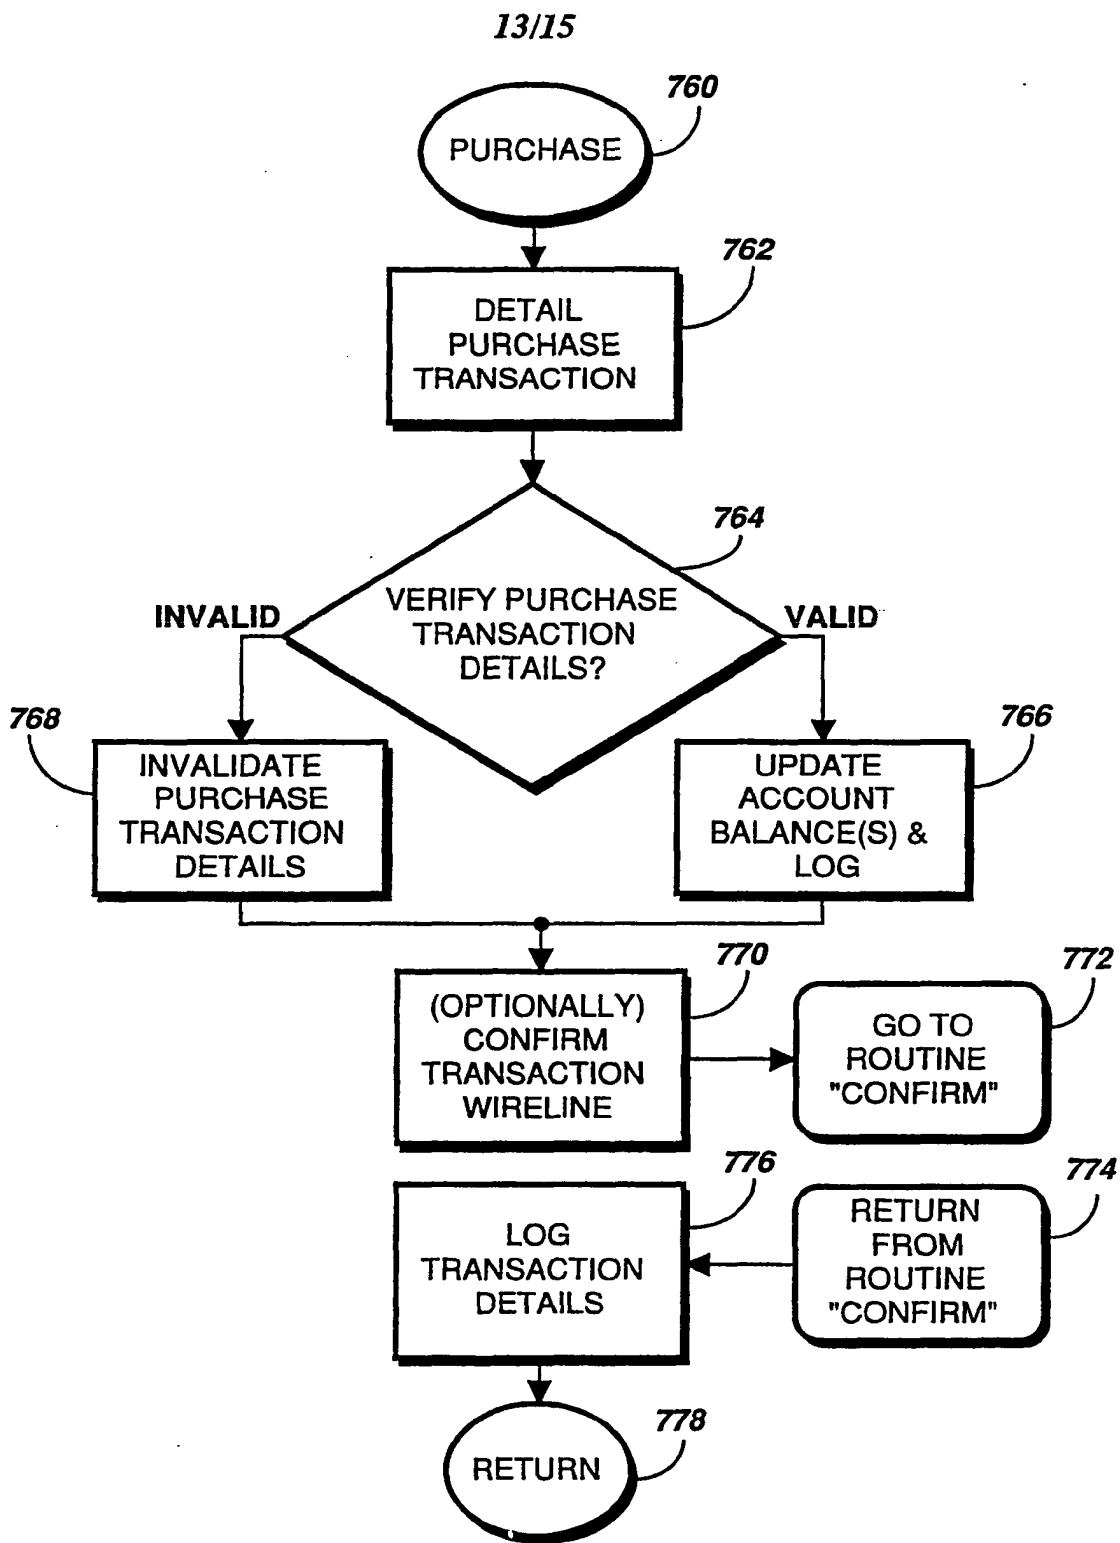 13/15
760
PURCHASE
762
DETAIL
PURCHASE
TRANSACTION
764
VERIFY PURCHASE
TRANSACTION
DETAILS?
INVALID
VALID
768
INVALIDATE
PURCHASE
TRANSACTION
DETAILS
766
UPDATE
ACCOUNT
BALANCE(S) &
LOG
770
(OPTIONALLY)
CONFIRM
TRANSACTION
WIRELINE
772
GO TO
ROUTINE
"CONFIRM"
776
LOG
TRANSACTION
DETAILS
774
RETURN
FROM
ROUTINE
"CONFIRM"
778
RETURN